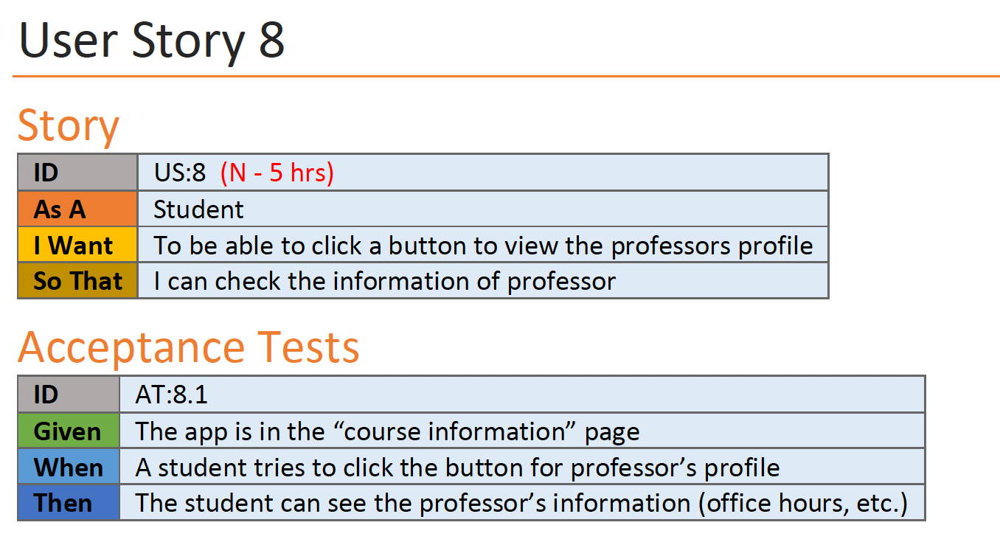 User Story 8
Story
ID US:8 (N - 5 hrs)
As A Student
I Want To be able to click a button to view the professors profile
So That I can check the information of professor
Acceptance Tests
ID AT:8.1
Given The app is in the “course information” page
When A student tries to click the button for professor’s profile
Then The student can see the professor’s information (office hours, etc.)